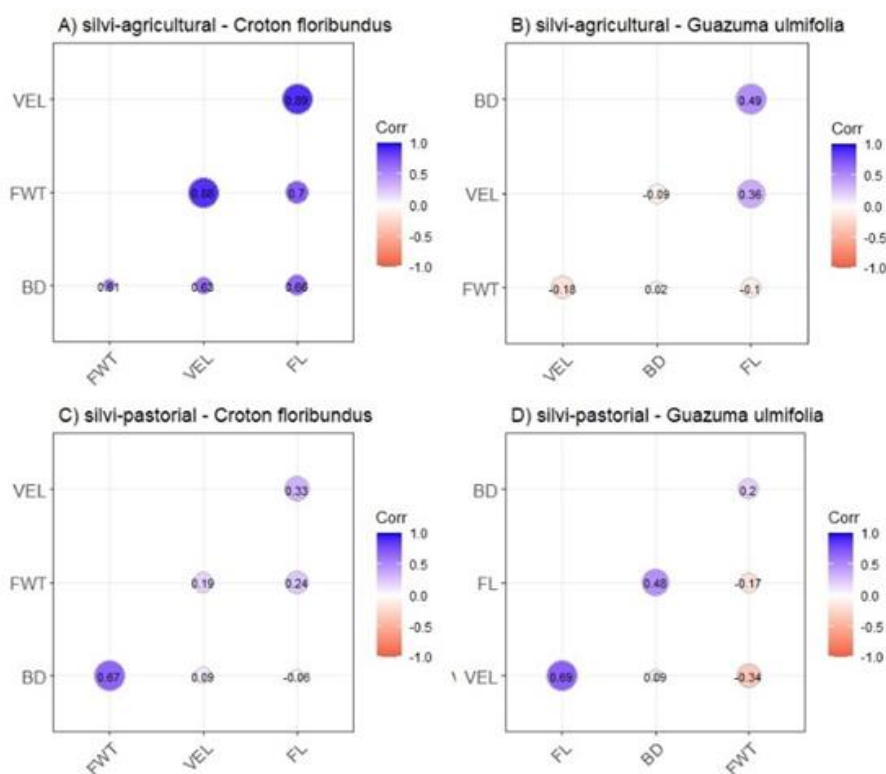 A) silvi-agricultural - Croton floribundus
VEL
FWT
BD
0.89
0.88
0.7
0.61
0.63
0.66
FWT
VEL
FL
Corr
1.0
0.5
0.0
-0.5
-1.0
B) silvi-agricultural - Guazuma ulmifolia
BD
VEL
FWT
0.49
-0.09
0.36
-0.18
0.02
-0.1
VEL
BD
FL
Corr
1.0
0.5
0.0
-0.5
-1.0
C) silvi-pastorial - Croton floribundus
VEL
FWT
BD
0.33
0.19
0.24
0.67
0.09
-0.06
FWT
VEL
FL
Corr
1.0
0.5
0.0
-0.5
-1.0
D) silvi-pastorial - Guazuma ulmifolia
BD
FL
VEL
0.2
0.48
-0.17
0.69
0.09
-0.34
FL
BD
FWT
Corr
1.0
0.5
0.0
-0.5
-1.0